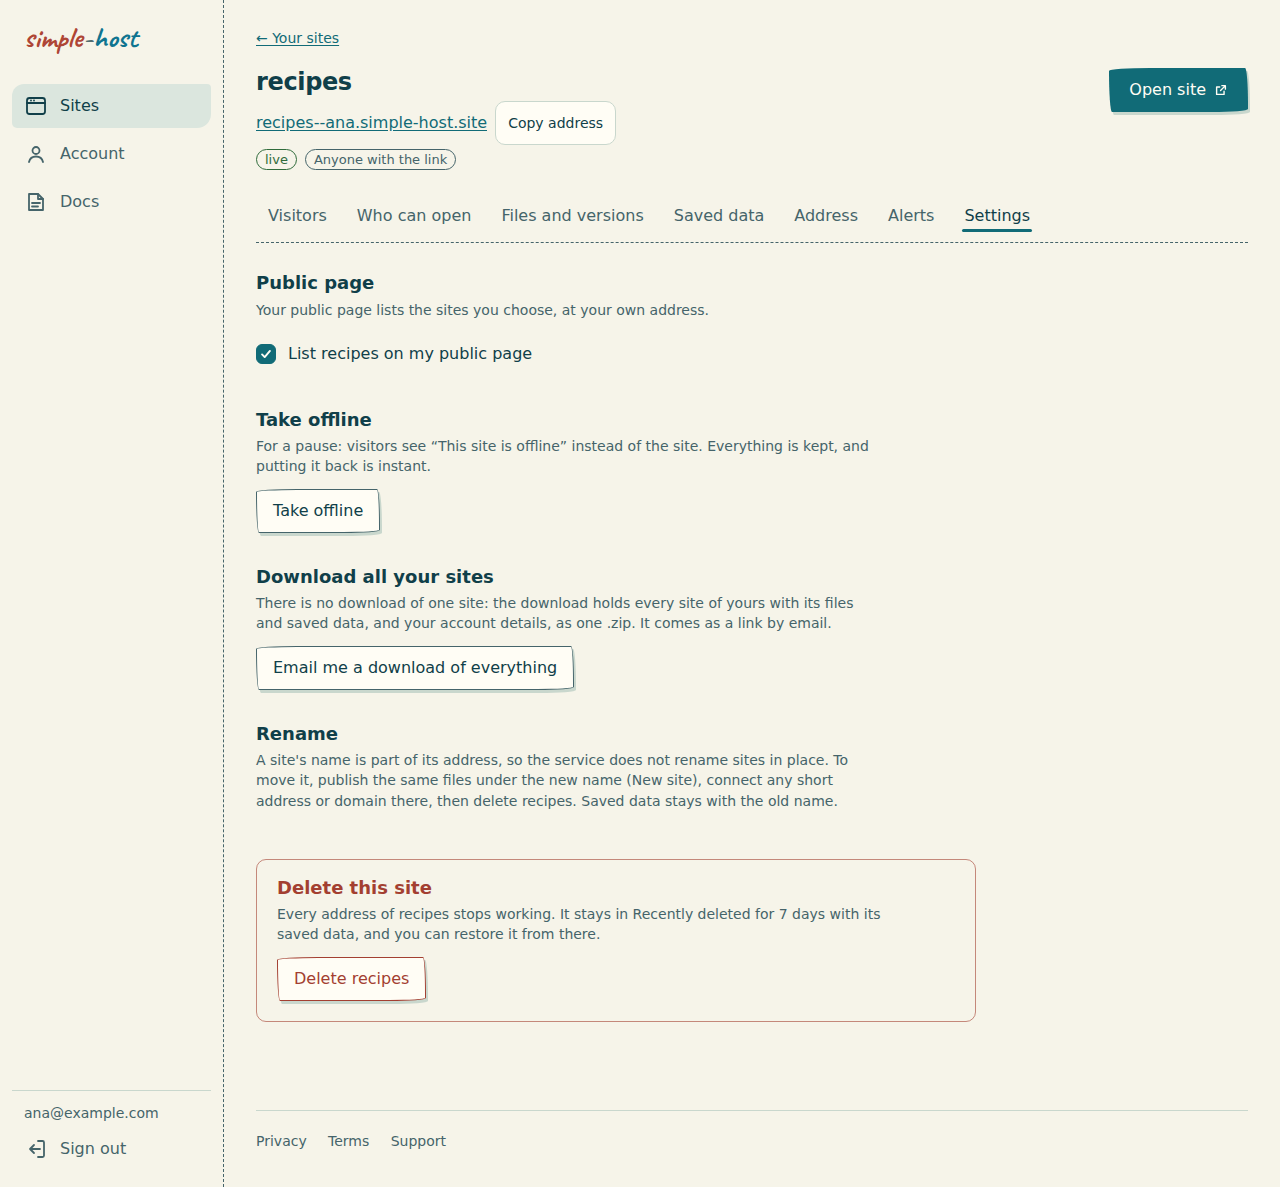 simple-host
Sites
Account
Docs
ana@example.com
Sign out
← Your sites
recipes
Open site
recipes--ana.simple-host.site
Copy address
live
Anyone with the link
Visitors
Who can open
Files and versions
Saved data
Address
Alerts
Settings
Public page
Your public page lists the sites you choose, at your own address.
List recipes on my public page
Take offline
For a pause: visitors see “This site is offline” instead of the site. Everything is kept, and
putting it back is instant.
Take offline
Download all your sites
There is no download of one site: the download holds every site of yours with its files
and saved data, and your account details, as one .zip. It comes as a link by email.
Email me a download of everything
Rename
A site's name is part of its address, so the service does not rename sites in place. To
move it, publish the same files under the new name (New site), connect any short
address or domain there, then delete recipes. Saved data stays with the old name.
Delete this site
Every address of recipes stops working. It stays in Recently deleted for 7 days with its
saved data, and you can restore it from there.
Delete recipes
Privacy
Terms
Support